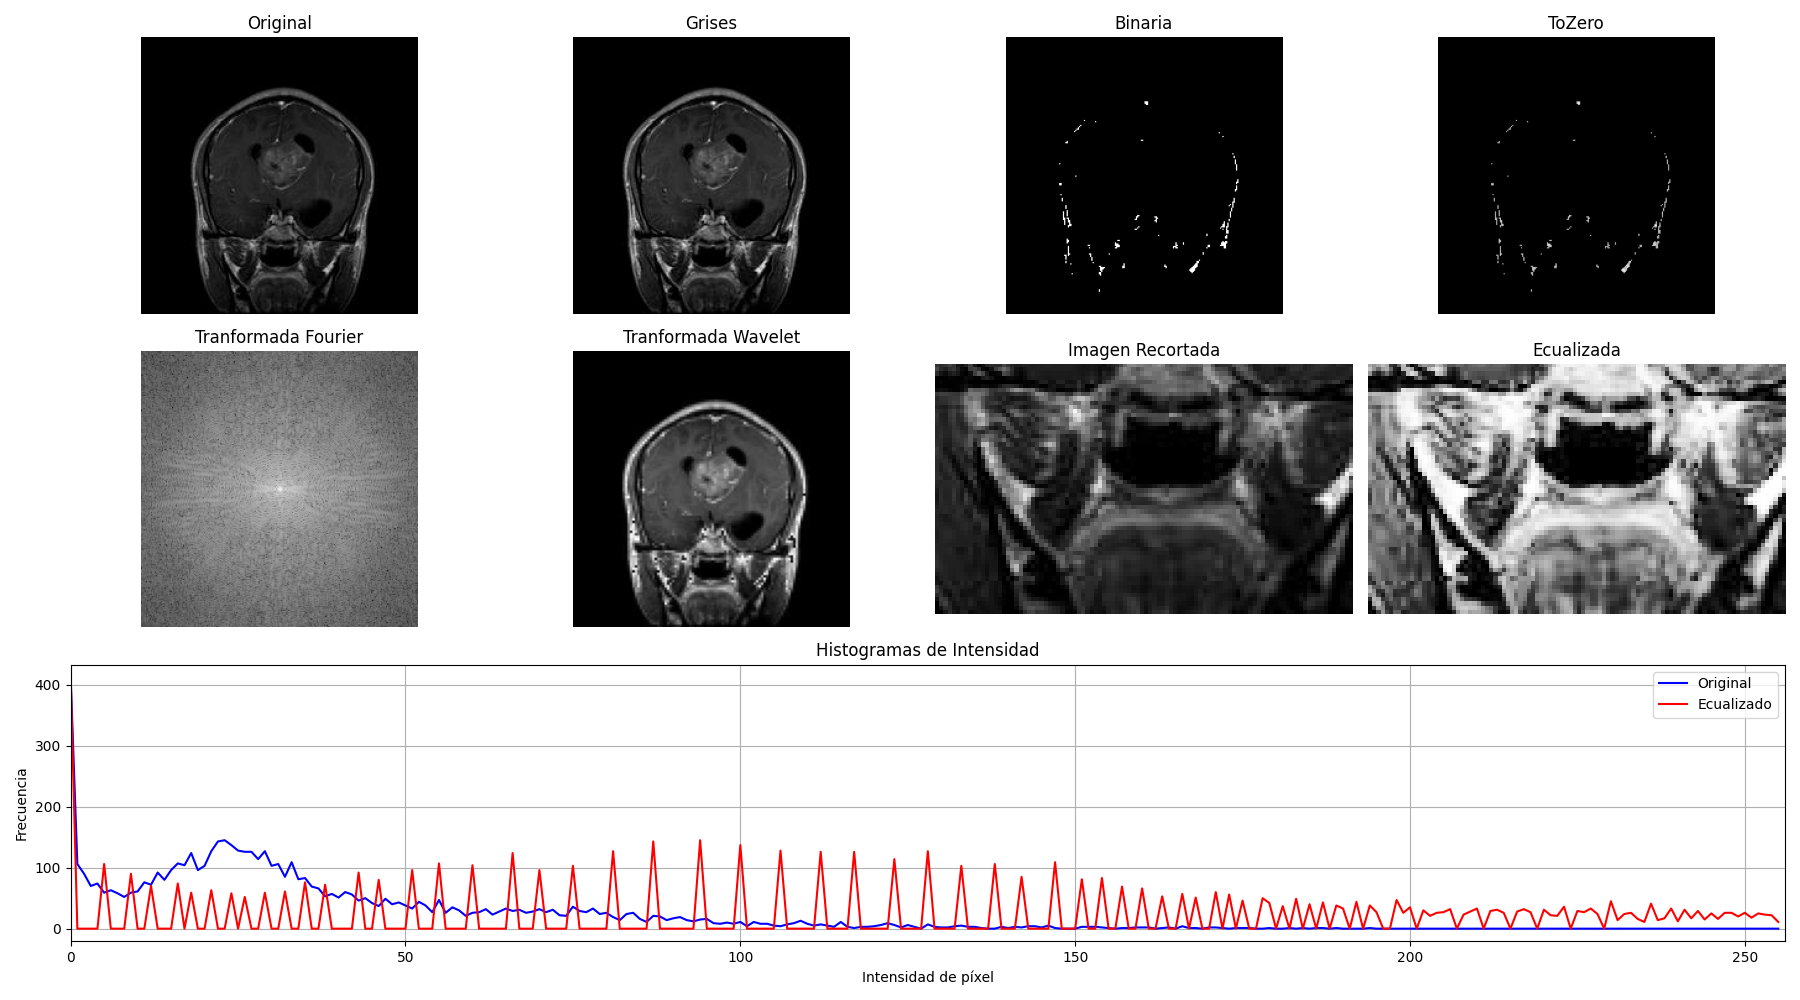 Original
Grises
Binaria
ToZero
Tranformada Fourier
Tranformada Wavelet
Imagen Recortada
Ecualizada
Histogramas de Intensidad
Frecuencia
400
300
200
100
0
Original
Ecualizado
0 50 100 150 200 250
Intensidad de píxel